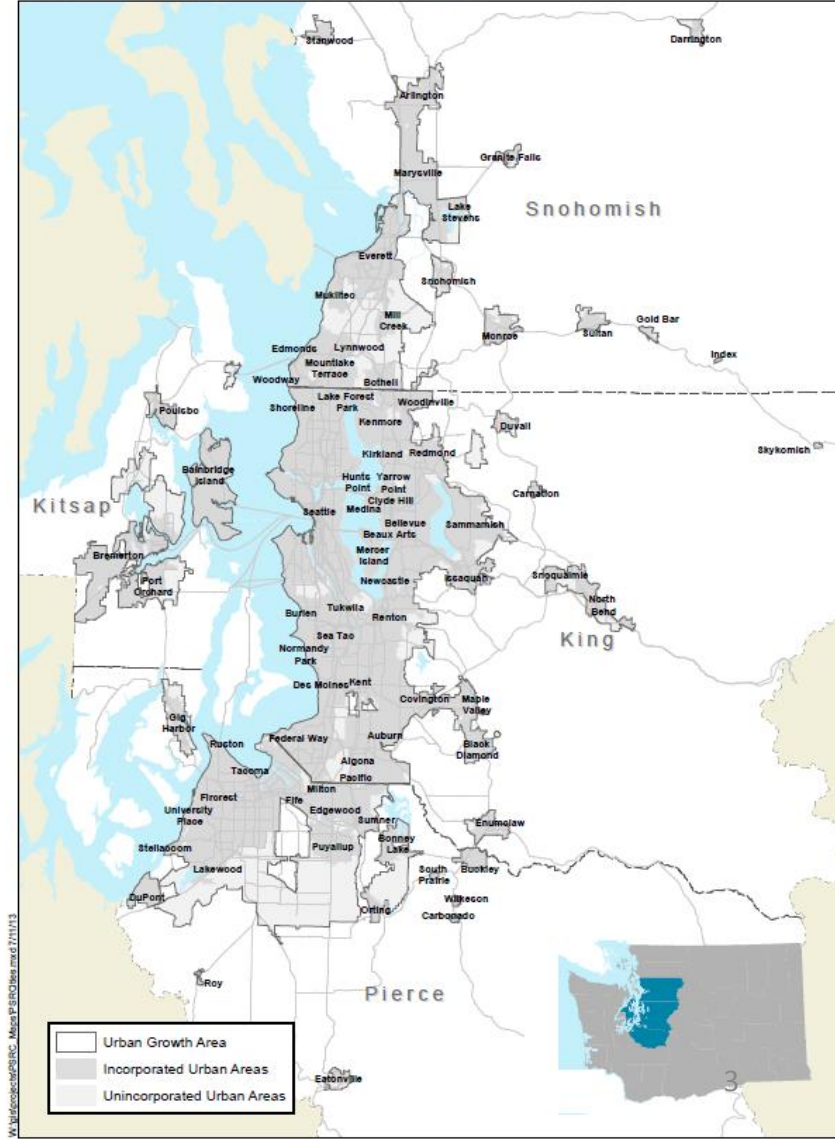 Stanwood
Darrington
Arlington
Granite Falls
Marysville
Lake
Stevens
Snohomish
Everett
Snohomish
Mukilteo
Mill
Creek
Gold Bar
Monroe
Sultan
Edmonds
Lynnwood
Index
Mountlake
Terrace
Woodway
Bothell
Lake Forest
Park
Woodinville
Shoreline
Poulsbo
Kenmore
Duvall
Skykomish
Kirkland
Redmond
Bainbridge
Island
Hunts
Point
Yarrow
Point
Carnation
Kitsap
Clyde Hill
Seattle
Medina
Bellevue
Sammamish
Beaux Arts
Bremerton
Mercer
Island
Port
Orchard
Newcastle
Issaquah
Snoqualmie
North
Bend
Burien
Tukwila
Renton
King
Sea Tac
Normandy
Park
Des Moines
Kent
Covington
Maple
Valley
Gig
Harbor
Federal Way
Auburn
Black
Diamond
Ruston
Algona
Tacoma
Pacific
Milton
Fircrest
Fife
University
Place
Edgewood
Sumner
Enumclaw
Steilacoom
Puyallup
Bonney
Lake
Lakewood
South
Prairie
Buckley
DuPont
Wilkeson
Orting
Carbonado
Roy
Pierce
Eatonville
Urban Growth Area
Incorporated Urban Areas
Unincorporated Urban Areas
3